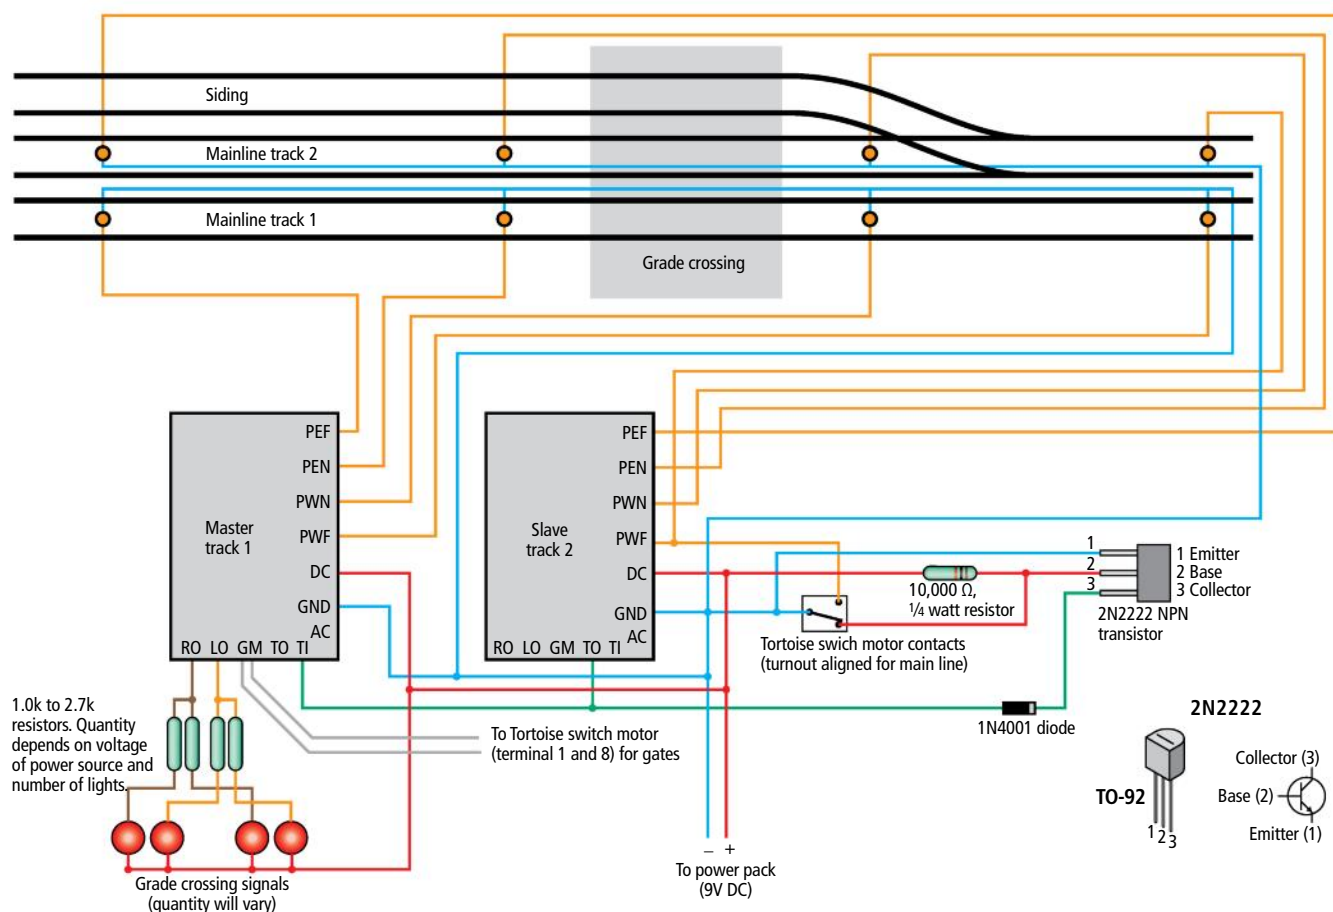 Siding
Mainline track 2
Mainline track 1
Grade crossing
PEF
PEN
PWN
PWF
DC
GND
AC
RO LO GM TO TI
Master
track 1
PEF
PEN
PWN
PWF
DC
GND
AC
RO LO GM TO TI
Slave
track 2
1
2
3
1 Emitter
2 Base
3 Collector
2N2222 NPN
transistor
10,000 Ω,
¼ watt resistor
Tortoise swich motor contacts
(turnout aligned for main line)
1N4001 diode
1.0k to 2.7k
resistors. Quantity
depends on voltage
of power source and
number of lights.
To Tortoise switch motor
(terminal 1 and 8) for gates
Grade crossing signals
(quantity will vary)
– +
To power pack
(9V DC)
2N2222
TO-92
1 2 3
Collector (3)
Base (2)
Emitter (1)